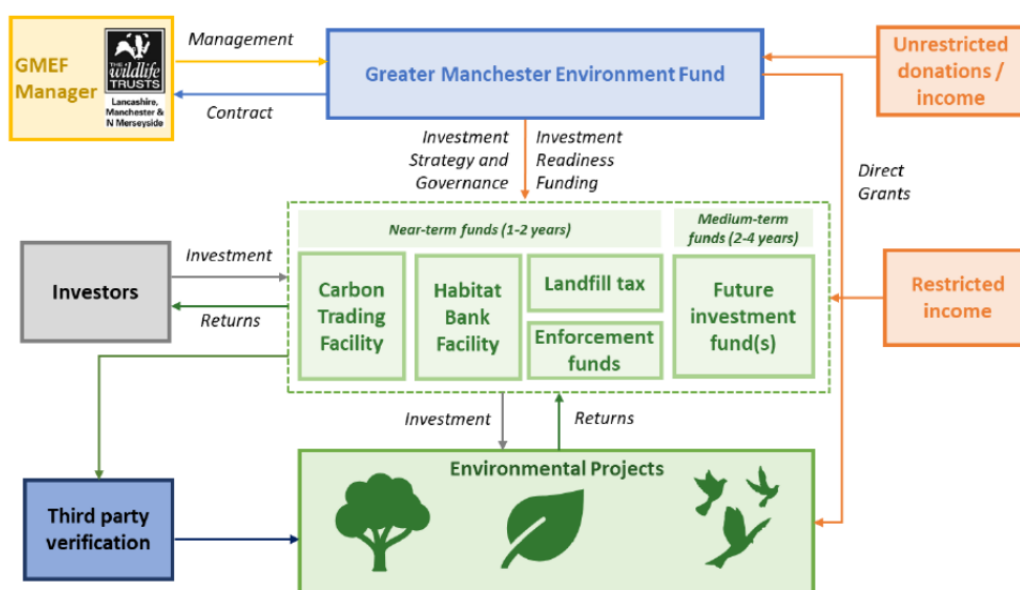 GMEF
Manager
THE
wildlife
TRUSTS
Lancashire,
Manchester &
N Merseyside
Management
Contract
Greater Manchester Environment Fund
Unrestricted
donations /
income
Investment
Strategy and
Governance
Investment
Readiness
Funding
Direct
Grants
Near-term funds (1-2 years)
Medium-term
funds (2-4 years)
Investors
Investment
Returns
Carbon
Trading
Facility
Habitat
Bank
Facility
Landfill tax
Enforcement
funds
Future
investment
fund(s)
Restricted
income
Investment
Returns
Third party
verification
Environmental Projects